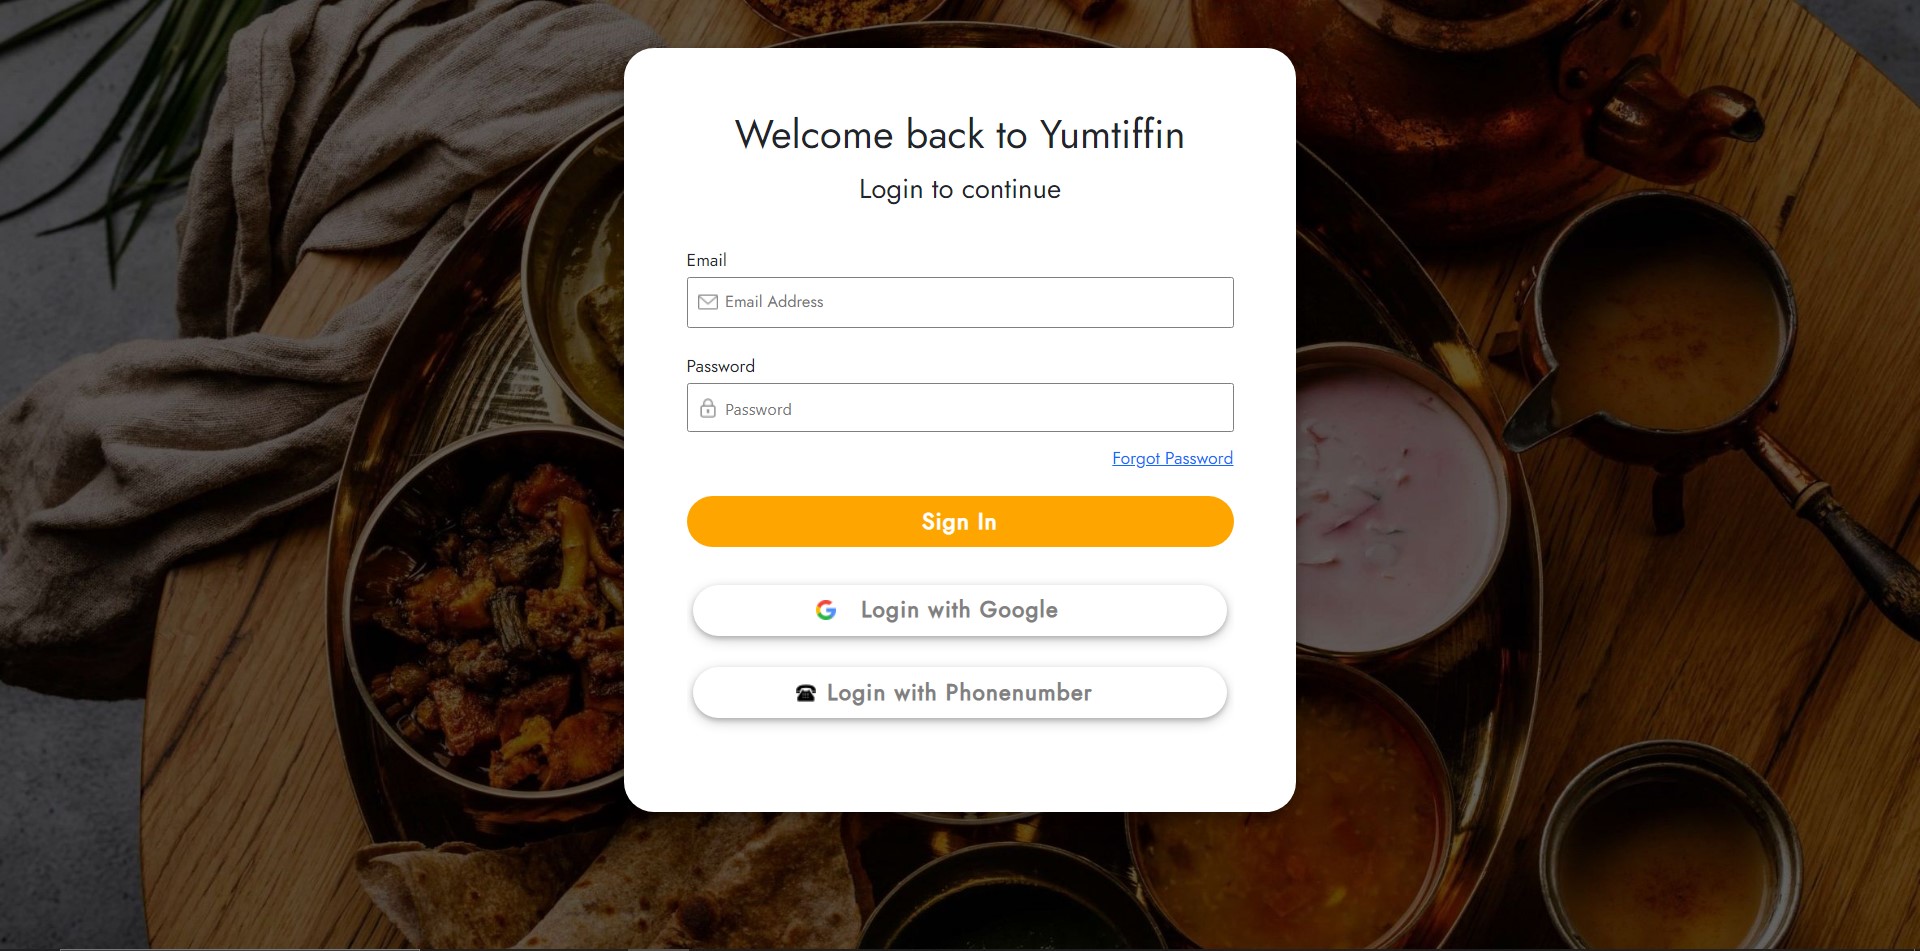 Welcome back to Yumtiffin
Login to continue
Email
Email Address
Password
Password
Forgot Password
Sign In
Login with Google
Login with Phonenumber